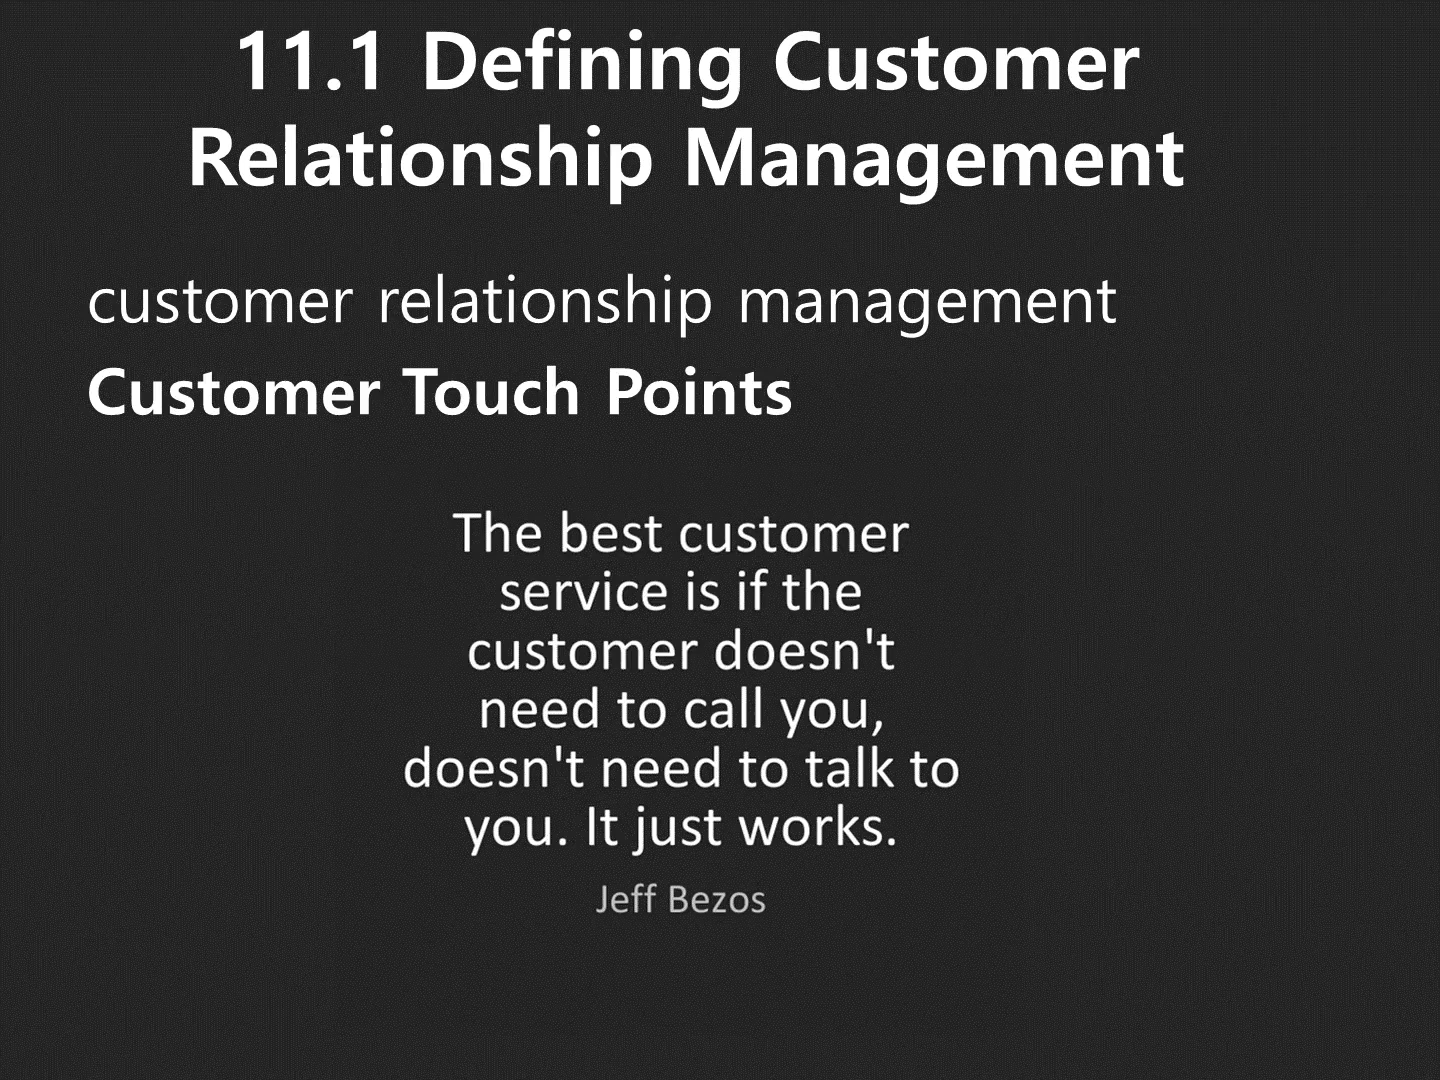 11.1 Defining Customer
Relationship Management
customer relationship management
Customer Touch Points
The best customer
service is if the
customer doesn't
need to call you,
doesn't need to talk to
you. It just works.
Jeff Bezos